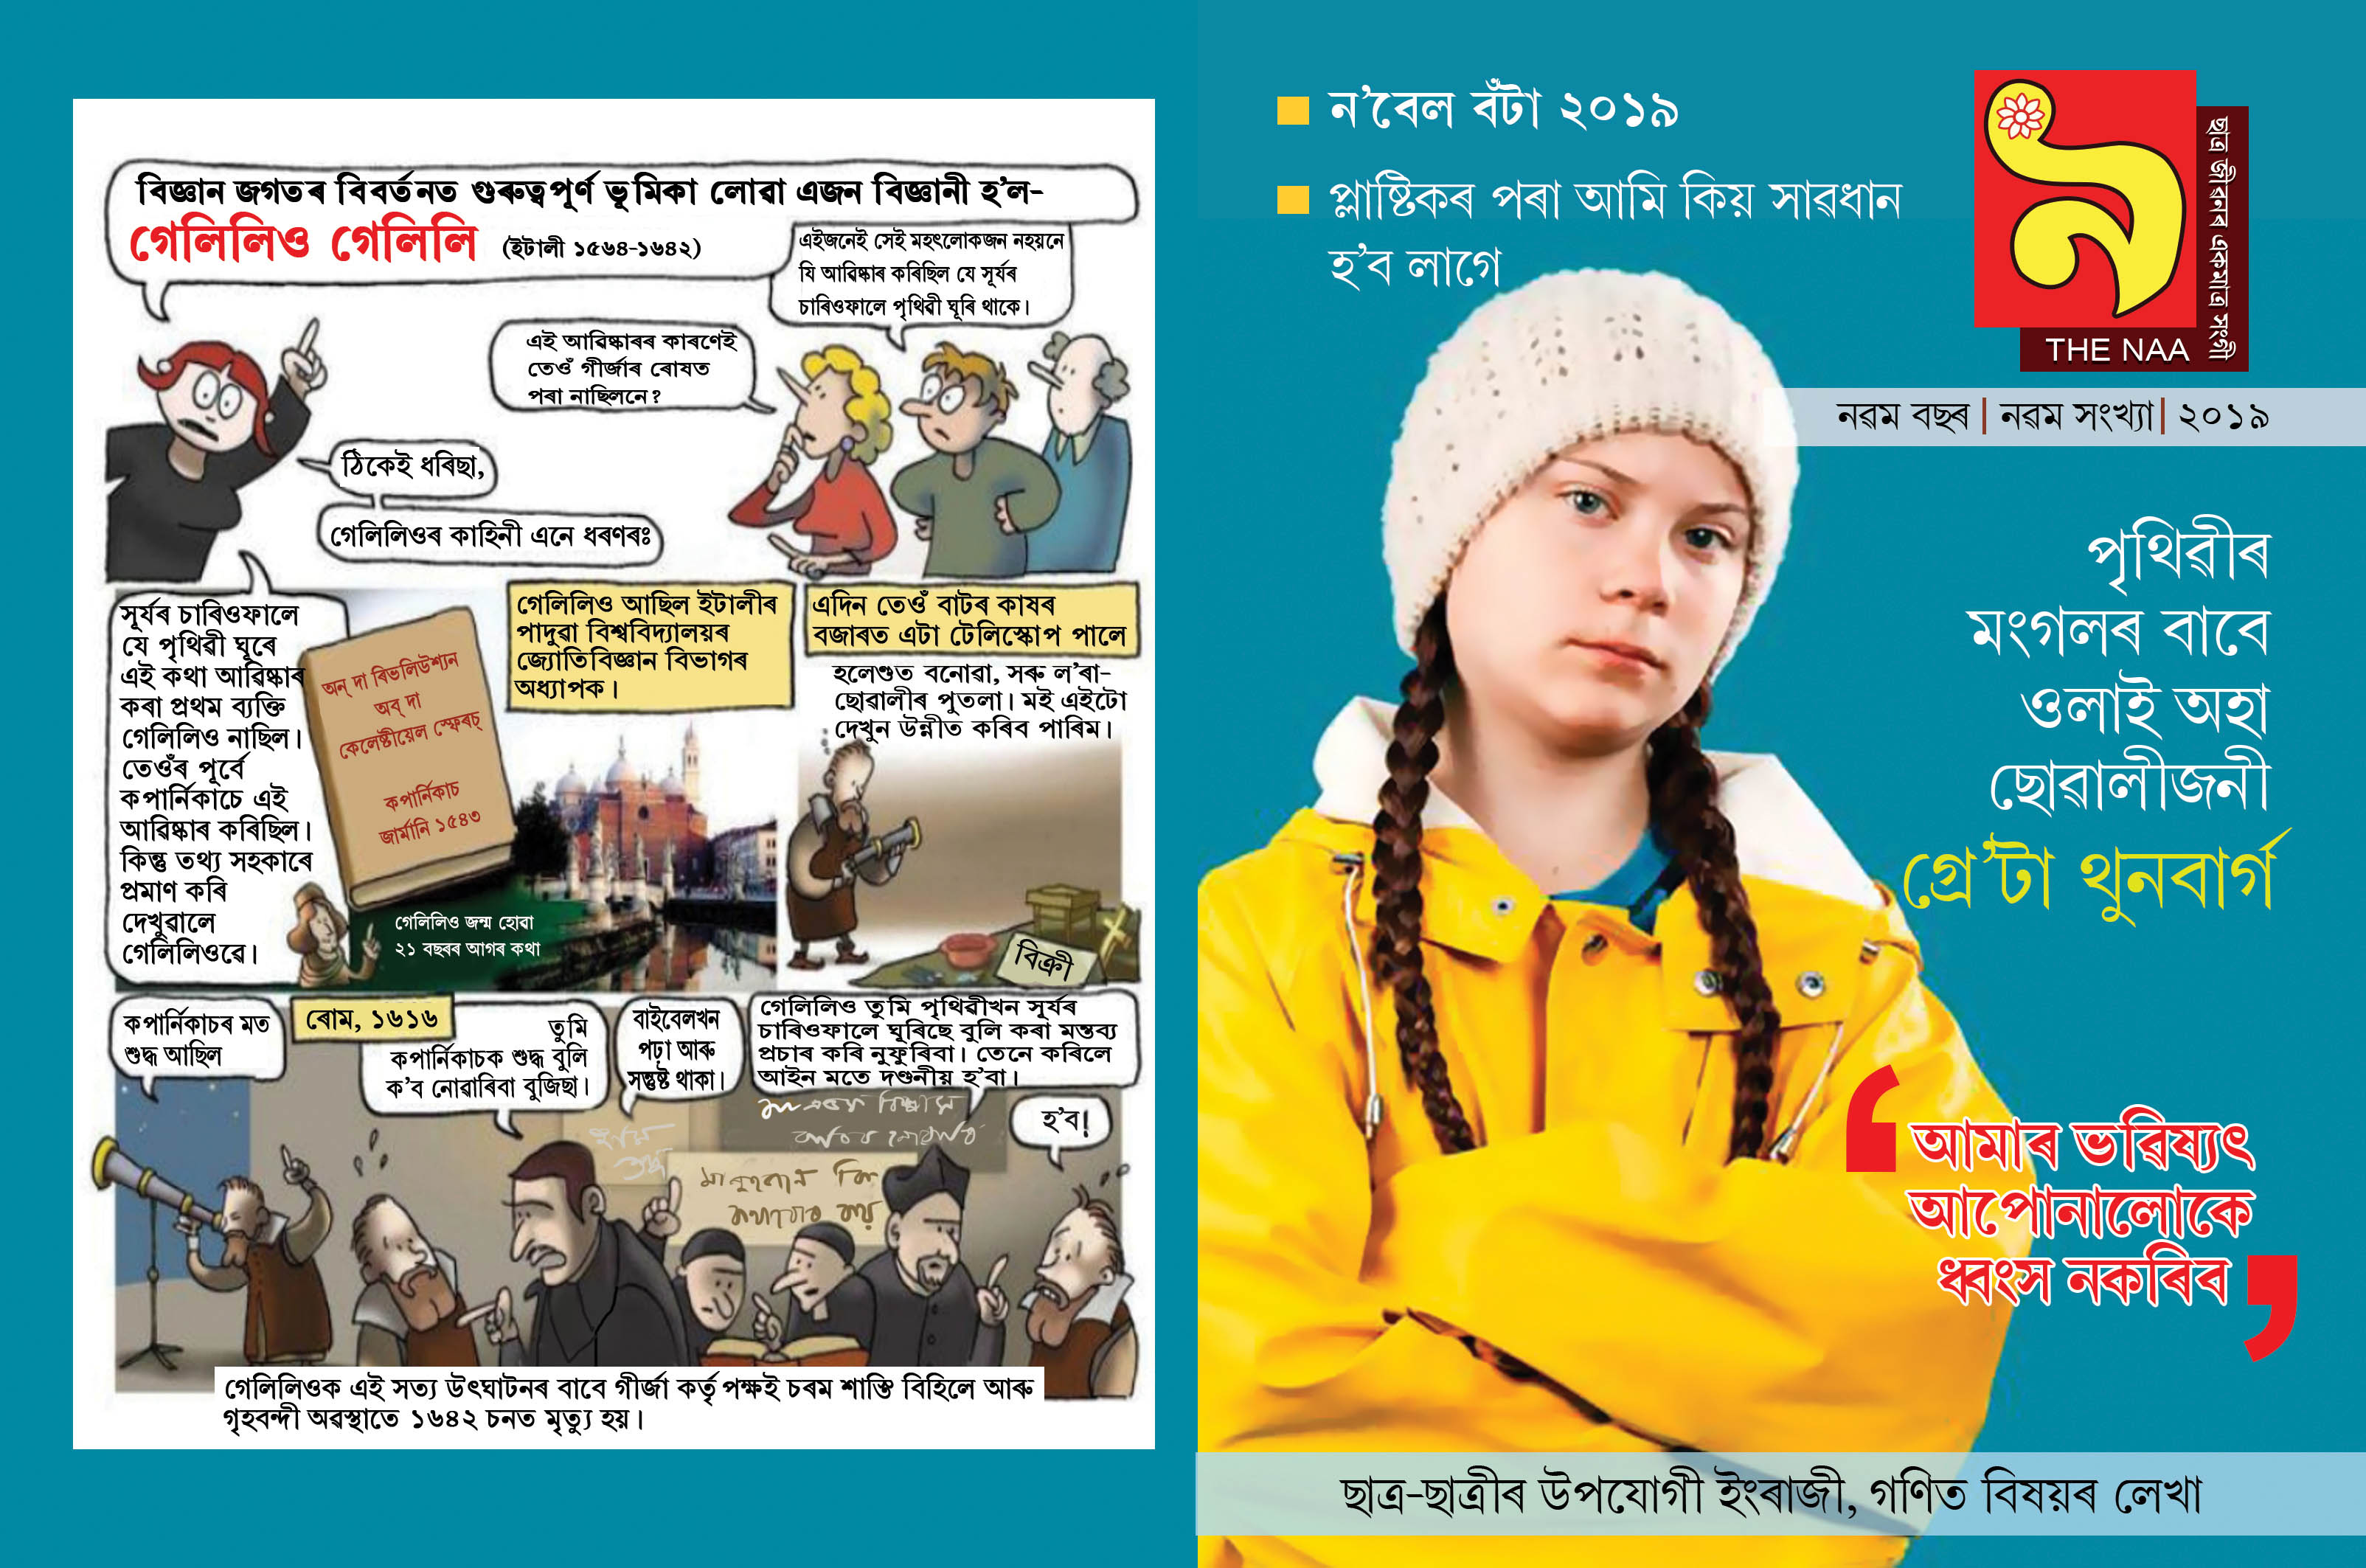 বিজ্ঞান জগতৰ বিবৰ্তনত গুৰুত্বপূৰ্ণ ভূমিকা লোৱা এজন বিজ্ঞানী হ’ল-
গেলিলিও গেলিলি (ইটালী ১৫৬৪-১৬৪২)
এইজনেই সেই মহৎলোকজন নহয়নে
যি আৱিষ্কাৰ কৰিছিল যে সূৰ্যৰ
চাৰিওফালে পৃথিৱী ঘূৰি থাকে।
এই আৱিষ্কাৰৰ কাৰণেই
তেওঁ গীৰ্জাৰ ৰোষত
পৰা নাছিলনে?
ঠিকেই ধৰিছা,
গেলিলিওৰ কাহিনী এনে ধৰণৰঃ
সূৰ্যৰ চাৰিওফালে
যে পৃথিৱী ঘূৰে
এই কথা আৱিষ্কাৰ
কৰা প্ৰথম ব্যক্তি
গেলিলিও নাছিল।
তেওঁৰ পূৰ্বে
কপাৰ্নিকাচে এই
আৱিষ্কাৰ কৰিছিল।
কিন্তু তথ্য সহকাৰে
প্ৰমাণ কৰি
দেখুৱালে
গেলিলিওৱে।
অন্ দা ৰিভলিউশ্যন
অব্ দা
কেলেষ্টীয়েল স্ফেৰচ্
কপাৰ্নিকাচ
জাৰ্মানি ১৫৪৩
গেলিলিও জন্ম হোৱা
২১ বছৰৰ আগৰ কথা
গেলিলিও আছিল ইটালীৰ
পাদুৱা বিশ্ববিদ্যালয়ৰ
জ্যোতিৰ্বিজ্ঞান বিভাগৰ
অধ্যাপক।
এদিন তেওঁ বাটৰ কাষৰ
বজাৰত এটা টেলিস্কোপ পালে
হলেণ্ডত বনোৱা, সৰু ল’ৰা-
ছোৱালীৰ পুতলা। মই এইটো
দেখুন উন্নীত কৰিব পাৰিম।
বিক্ৰী
কপাৰ্নিকাচৰ মত
শুদ্ধ আছিল
ৰোম, ১৬১৬
তুমি
কপাৰ্নিকাচক শুদ্ধ বুলি
ক’ব নোৱাৰিবা বুজিছা।
বাইবেলখন
পঢ়া আৰু
সন্তুষ্ট থাকা।
গেলিলিও তুমি পৃথিৱীখন সূৰ্যৰ
চাৰিওফালে ঘূৰিছে বুলি কৰা মন্তব্য
প্ৰচাৰ কৰি নুফুৰিবা। তেনে কৰিলে
আইন মতে দণ্ডনীয় হ’বা।
হ’ব!
গেলিলিওক এই সত্য উৎঘাটনৰ বাবে গীৰ্জা কৰ্তৃপক্ষই চৰম শাস্তি বিহিলে আৰু
গৃহবন্দী অৱস্থাতে ১৬৪২ চনত মৃত্যু হয়।
ন’বেল বঁটা ২০১৯
প্লাষ্টিকৰ পৰা আমি কিয় সাৱধান
হ’ব লাগে
ন
ছাত্ৰ জীৱনৰ একমাত্ৰ সংগী
THE NAA
নৱম বছৰ | নৱম সংখ্যা | ২০১৯
পৃথিৱীৰ
মংগলৰ বাবে
ওলাই অহা
ছোৱালীজনী
গ্ৰে’টা থুনবাৰ্গ
‘আমাৰ ভৱিষ্যৎ
আপোনালোকে
ধ্বংস নকৰিব’
ছাত্ৰ-ছাত্ৰীৰ উপযোগী ইংৰাজী, গণিত বিষয়ৰ লেখা